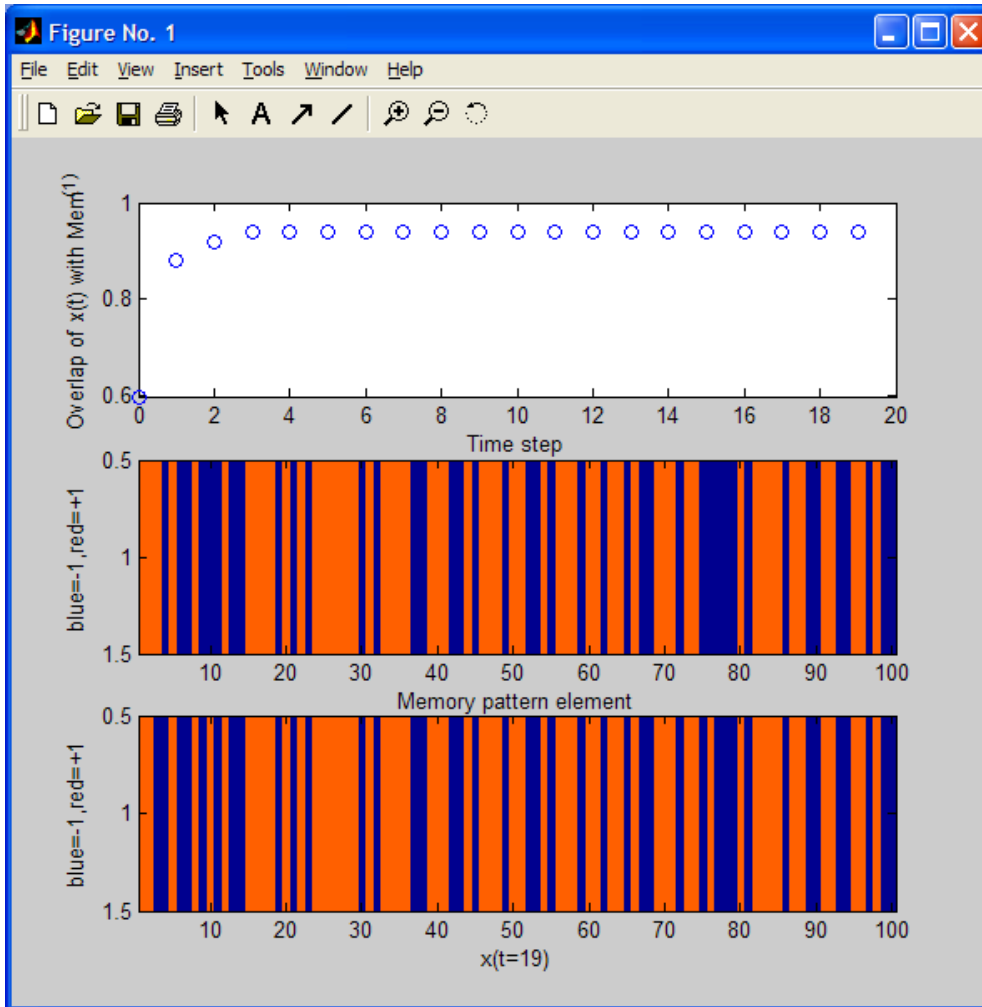 Figure No. 1
File Edit View Insert Tools Window Help
A
Overlap of x(t) with Mem(1)
1
0.8
0.6
0 2 4 6 8 10 12 14 16 18 20
Time step
blue=-1,red=+1
0.5
1
1.5
10 20 30 40 50 60 70 80 90 100
Memory pattern element
blue=-1,red=+1
0.5
1
1.5
10 20 30 40 50 60 70 80 90 100
x(t=19)